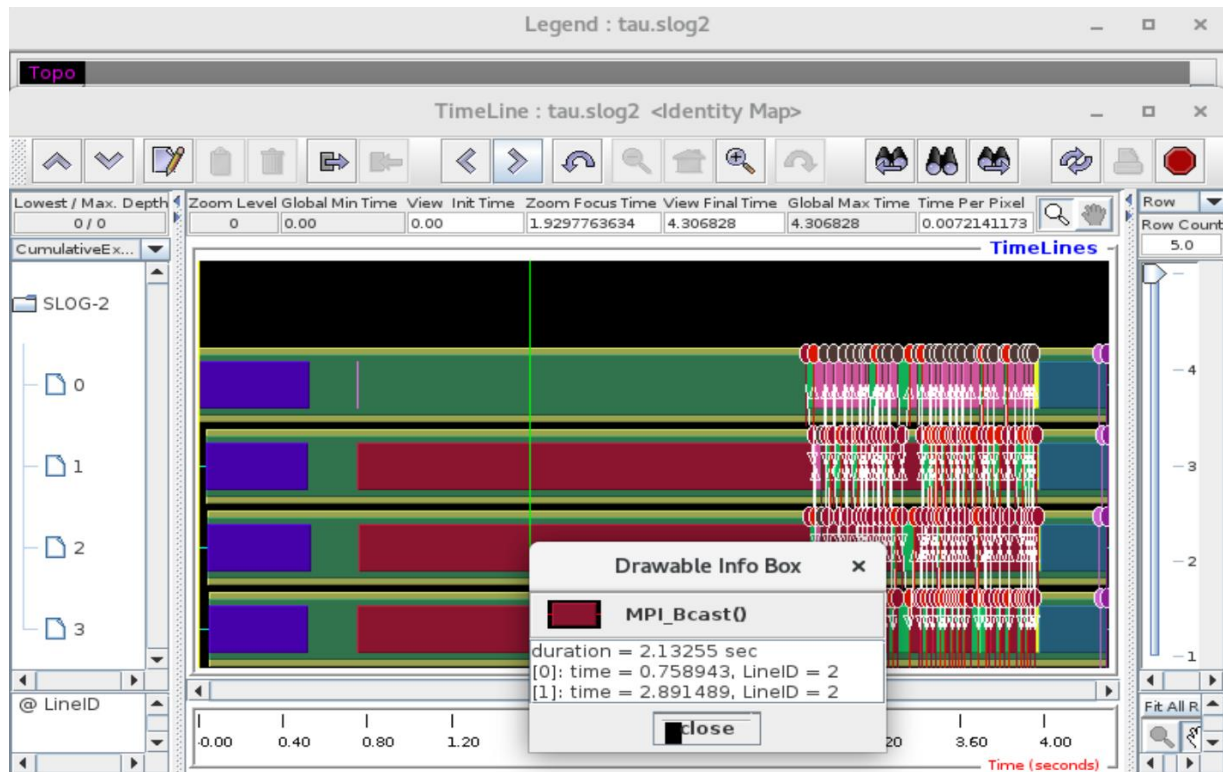 Legend : tau.slog2
Topo
TimeLine : tau.slog2 <Identity Map>
Lowest / Max. Depth
0 / 0
CumulativeEx...
Zoom Level Global Min Time View Init Time Zoom Focus Time View Final Time Global Max Time Time Per Pixel
0 0.00 0.00 1.9297763634 4.306828 4.306828 0.0072141173
Row
Row Count
5.0
TimeLines
SLOG-2
0
1
2
3
4
3
2
1
Drawable Info Box
MPI_Bcast()
duration = 2.13255 sec
[0]: time = 0.758943, LineID = 2
[1]: time = 2.891489, LineID = 2
close
@ LineID
Fit All R
-0.00 0.40 0.80 1.20 20 3.60 4.00
Time (seconds)